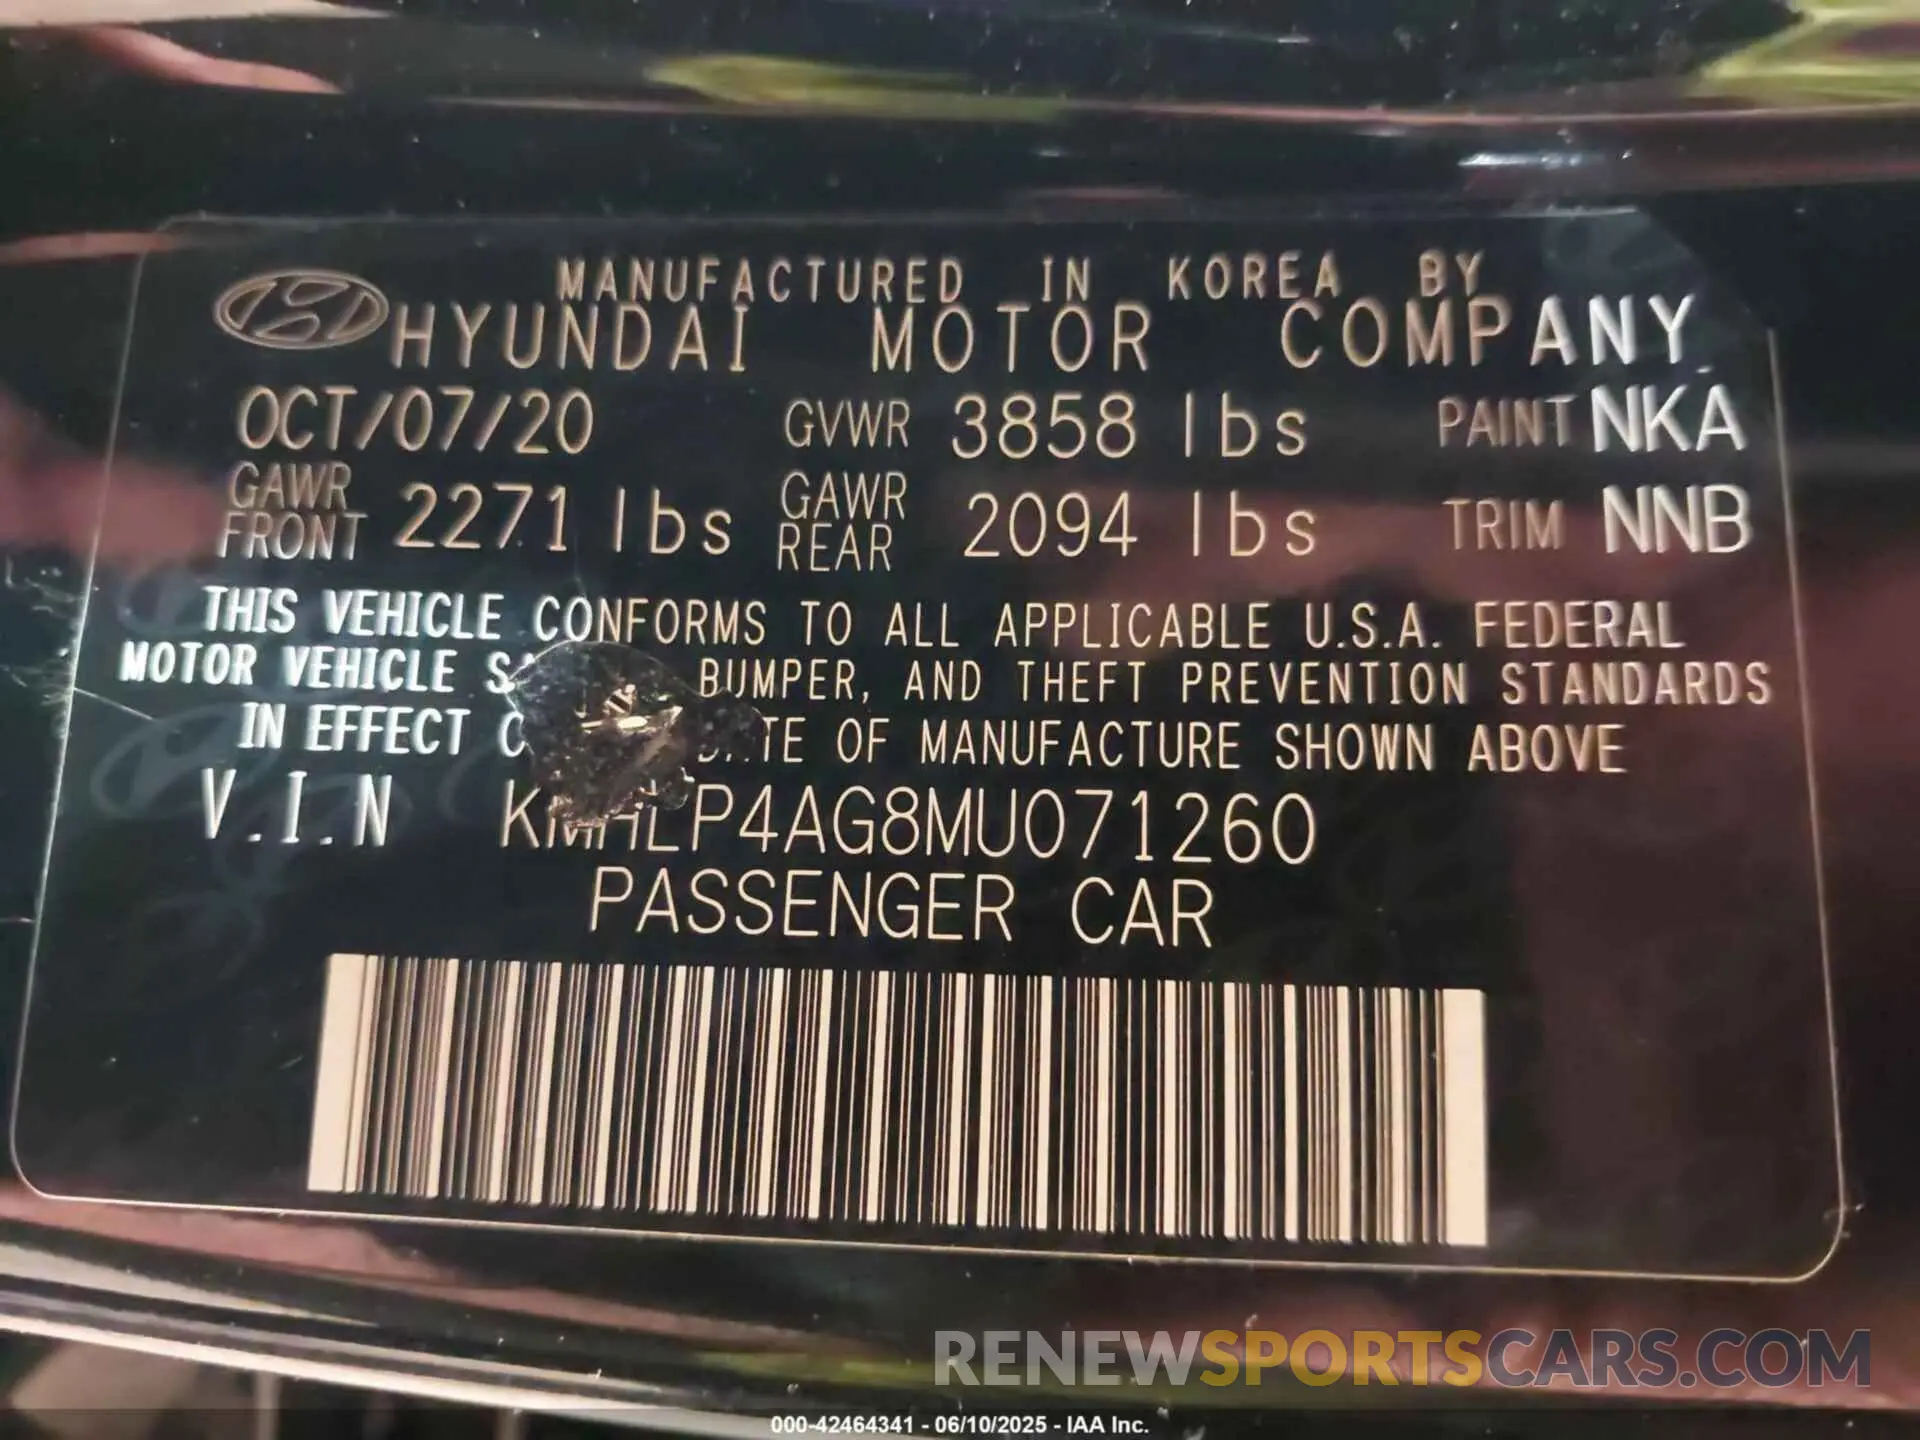 MANUFACTURED IN KOREA BY
HYUNDAI MOTOR COMPANY
OCT/07/20 GVWR 3858 lbs PAINT NKA
GAWR FRONT 2271 lbs GAWR REAR 2094 lbs TRIM NNB
THIS VEHICLE CONFORMS TO ALL APPLICABLE U.S.A. FEDERAL
MOTOR VEHICLE BUMPER, AND THEFT PREVENTION STANDARDS
IN EFFECT OF MANUFACTURE SHOWN ABOVE
V.I.N KMHLP4AG8MU071260
PASSENGER CAR
RENEWSPORTSCARS.COM
000-42464341 - 06/10/2025 - IAA Inc.